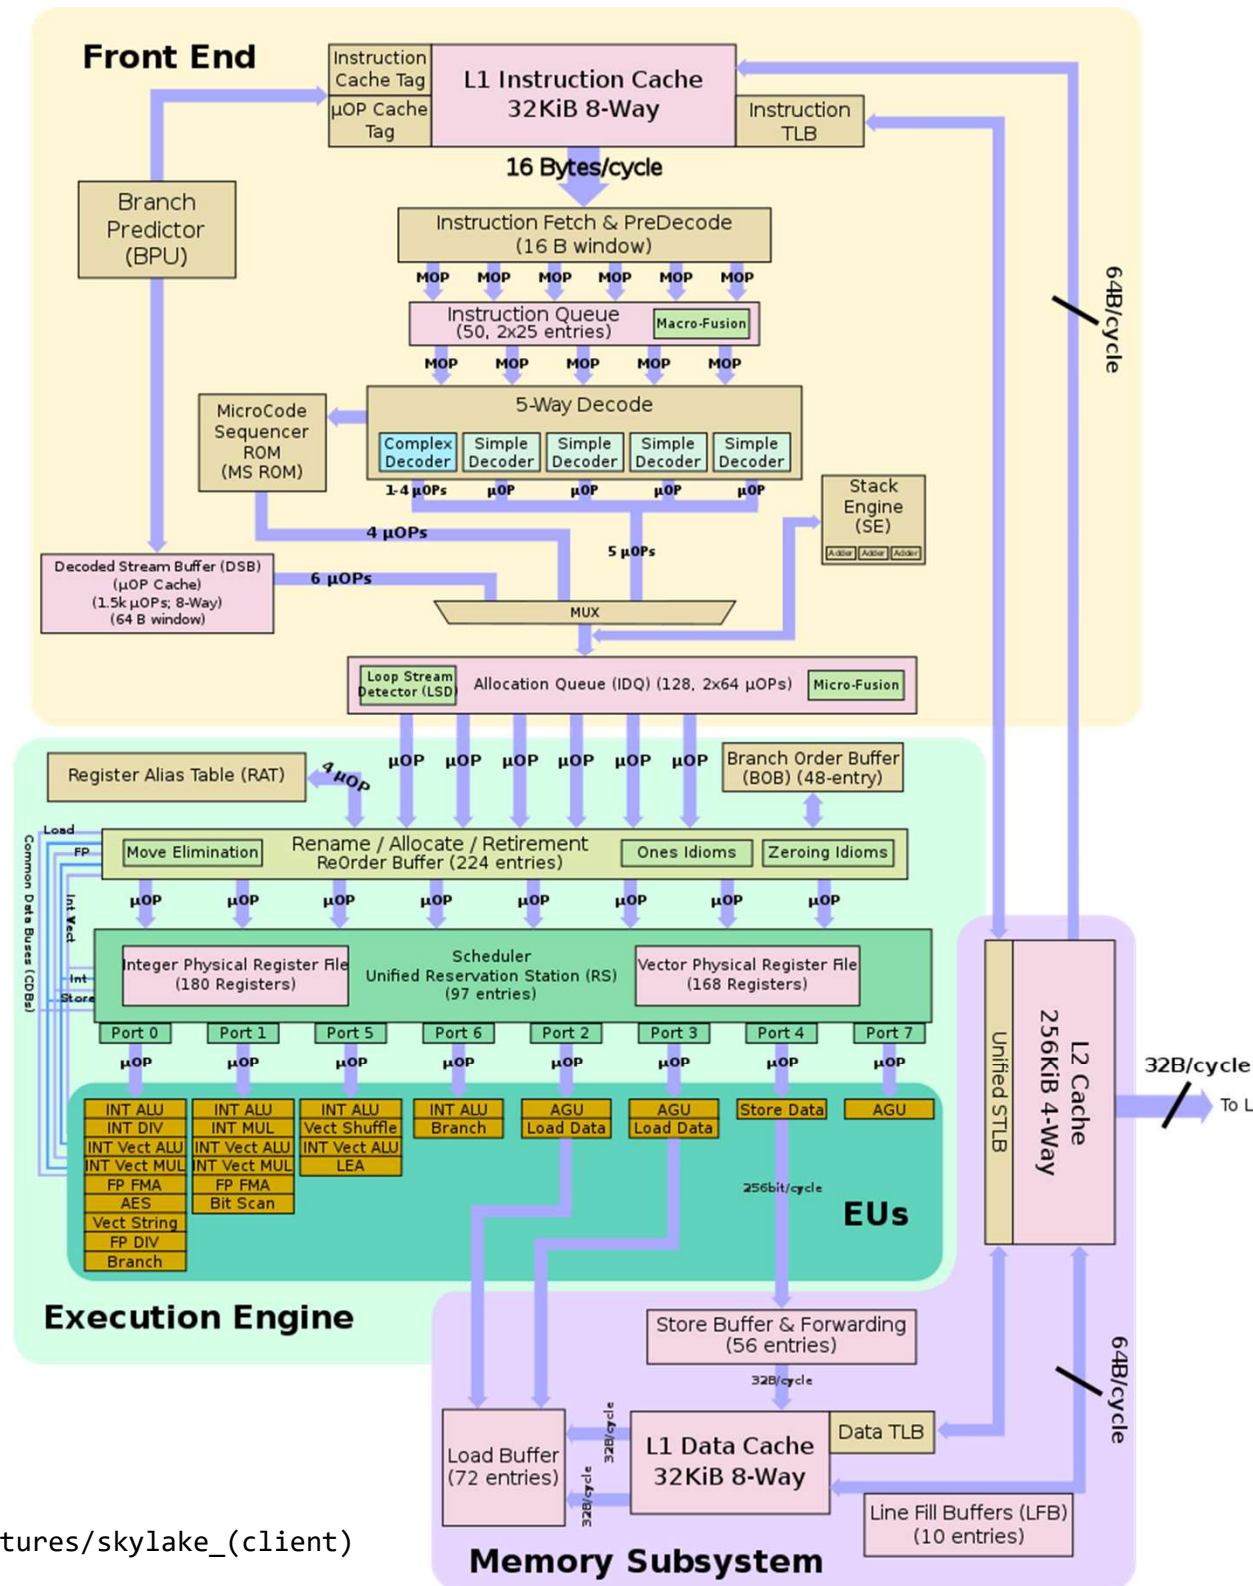 Front End
Instruction
Cache Tag
µOP Cache
Tag
L1 Instruction Cache
32KiB 8-Way
Instruction
TLB
16 Bytes/cycle
Branch
Predictor
(BPU)
Instruction Fetch & PreDecode
(16 B window)
MOP MOP MOP MOP MOP MOP
64B/cycle
Instruction Queue
(50, 2x25 entries)
Macro-Fusion
MOP MOP MOP MOP MOP
MicroCode
Sequencer
ROM
(MS ROM)
5-Way Decode
Complex
Decoder
Simple
Decoder
Simple
Decoder
Simple
Decoder
Simple
Decoder
1-4 µOPs µOP µOP µOP µOP
Stack
Engine
(SE)
Adder Adder Adder
4 µOPs
5 µOPs
Decoded Stream Buffer (DSB)
(µOP Cache)
(1.5k µOPs; 8-Way)
(64 B window)
6 µOPs
MUX
Loop Stream
Detector (LSD)
Allocation Queue (IDQ) (128, 2x64 µOPs)
Micro-Fusion
Register Alias Table (RAT)
4 µOP
µOP µOP µOP µOP µOP µOP
Branch Order Buffer
(BOB) (48-entry)
Load
FP
Common Data Buses (CDBs)
Int Vect
Int
Store
Move Elimination
Rename / Allocate / Retirement
ReOrder Buffer (224 entries)
Ones Idioms
Zeroing Idioms
µOP µOP µOP µOP µOP µOP µOP µOP
Integer Physical Register File
(180 Registers)
Scheduler
Unified Reservation Station (RS)
(97 entries)
Vector Physical Register File
(168 Registers)
Port 0 Port 1 Port 5 Port 6 Port 2 Port 3 Port 4 Port 7
µOP µOP µOP µOP µOP µOP µOP µOP
INT ALU
INT DIV
INT Vect ALU
INT Vect MUL
FP FMA
AES
Vect String
FP DIV
Branch
INT ALU
INT MUL
INT Vect ALU
INT Vect MUL
FP FMA
Bit Scan
INT ALU
Vect Shuffle
INT Vect ALU
LEA
INT ALU
Branch
AGU
Load Data
AGU
Load Data
Store Data
AGU
256bit/cycle
EUs
Execution Engine
Unified STLB
L2 Cache
256KiB 4-Way
32B/cycle
To L
Store Buffer & Forwarding
(56 entries)
32B/cycle
64B/cycle
Load Buffer
(72 entries)
32B/cycle
32B/cycle
L1 Data Cache
32KiB 8-Way
Data TLB
Line Fill Buffers (LFB)
(10 entries)
Memory Subsystem
tures/skylake_(client)